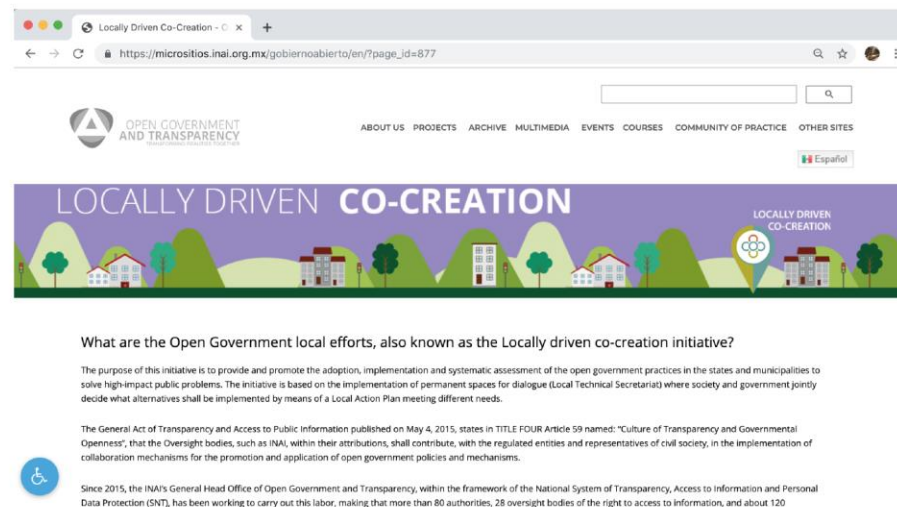 Locally Driven Co-Creation - O
https://micrositios.inai.org.mx/gobiernoabierto/en/?page_id=877
OPEN GOVERNMENT
AND TRANSPARENCY
ABOUT US PROJECTS ARCHIVE MULTIMEDIA EVENTS COURSES COMMUNITY OF PRACTICE OTHER SITES
Español
LOCALLY DRIVEN CO-CREATION
LOCALLY DRIVEN
CO-CREATION
What are the Open Government local efforts, also known as the Locally driven co-creation initiative?
The purpose of this initiative is to provide and promote the adoption, implementation and systematic assessment of the open government practices in the states and municipalities to
solve high-impact public problems. The initiative is based on the implementation of permanent spaces for dialogue (Local Technical Secretariat) where society and government jointly
decide what alternatives shall be implemented by means of a Local Action Plan meeting different needs.
The General Act of Transparency and Access to Public Information published on May 4, 2015, states in TITLE FOUR Article 59 named: “Culture of Transparency and Governmental
Openness”, that the Oversight bodies, such as INAI, within their attributions, shall contribute, with the regulated entities and representatives of civil society, in the implementation of
collaboration mechanisms for the promotion and application of open government policies and mechanisms.
Since 2015, the INAI's General Head Office of Open Government and Transparency, within the framework of the National System of Transparency, Access to Information and Personal
Data Protection (SNT), has been working to carry out this labor, making that more than 80 authorities, 28 oversight bodies of the right to access to information, and about 120